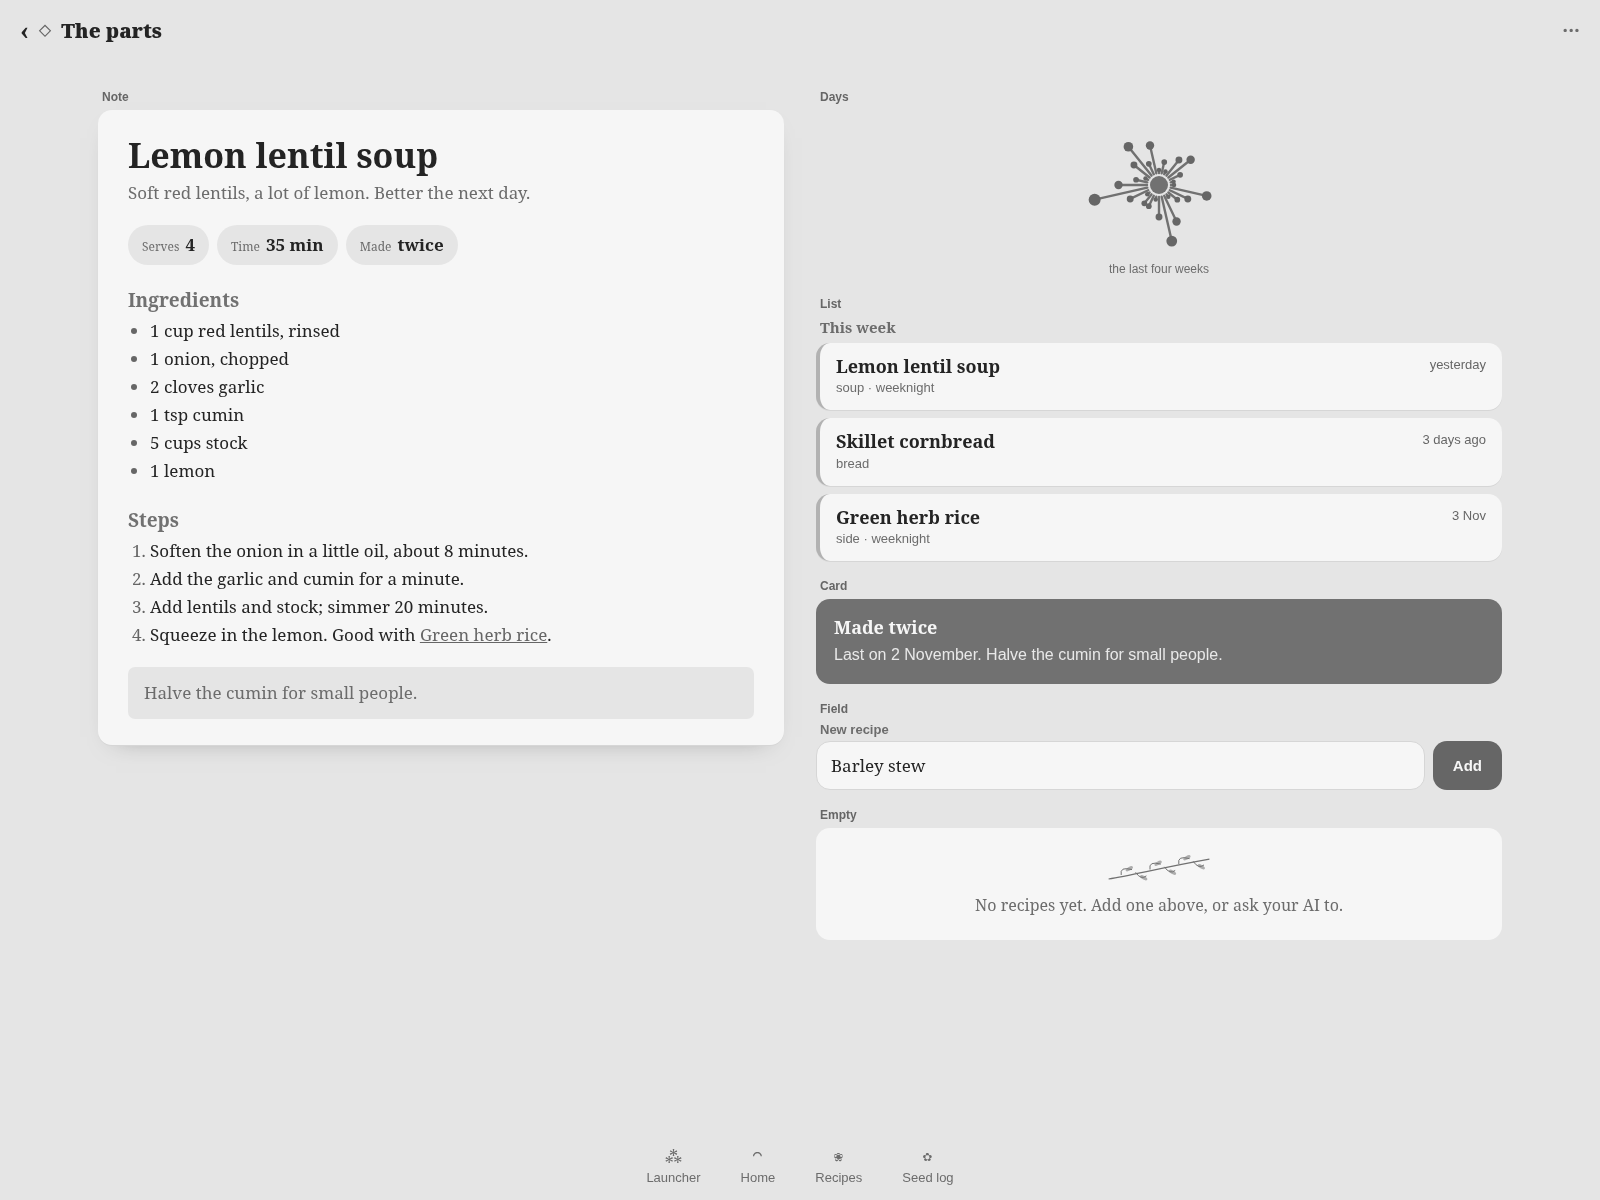 The parts
Note
Lemon lentil soup
Soft red lentils, a lot of lemon. Better the next day.
Serves 4
Time 35 min
Made twice
Ingredients
1 cup red lentils, rinsed
1 onion, chopped
2 cloves garlic
1 tsp cumin
5 cups stock
1 lemon
Steps
1. Soften the onion in a little oil, about 8 minutes.
2. Add the garlic and cumin for a minute.
3. Add lentils and stock; simmer 20 minutes.
4. Squeeze in the lemon. Good with Green herb rice.
Halve the cumin for small people.
Days
the last four weeks
List
This week
Lemon lentil soup
yesterday
soup · weeknight
Skillet cornbread
3 days ago
bread
Green herb rice
3 Nov
side · weeknight
Card
Made twice
Last on 2 November. Halve the cumin for small people.
Field
New recipe
Barley stew
Add
Empty
No recipes yet. Add one above, or ask your AI to.
Launcher
Home
Recipes
Seed log